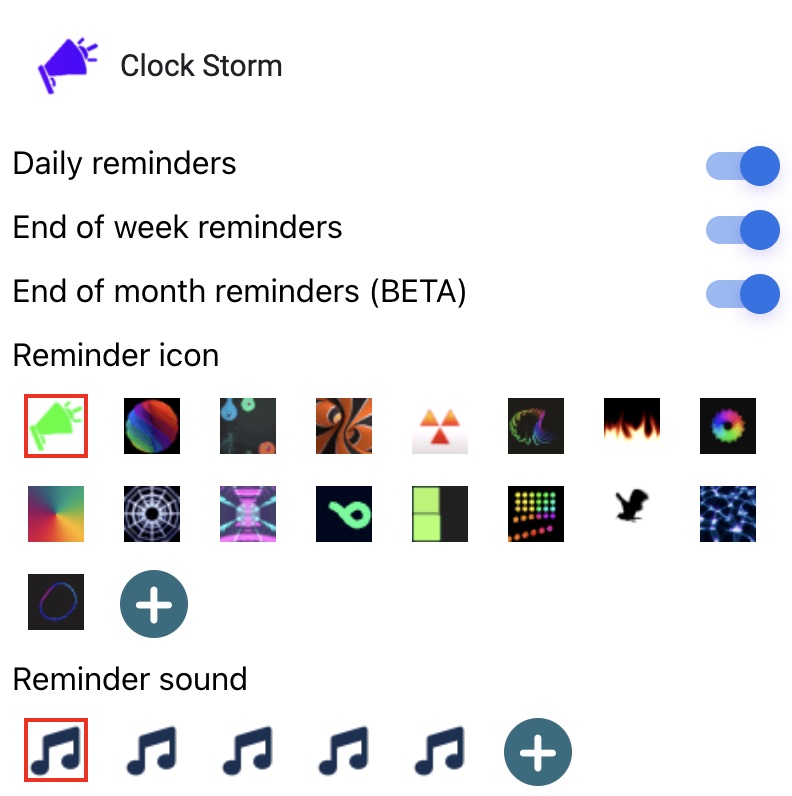 Clock Storm
Daily reminders
End of week reminders
End of month reminders (BETA)
Reminder icon
Reminder sound